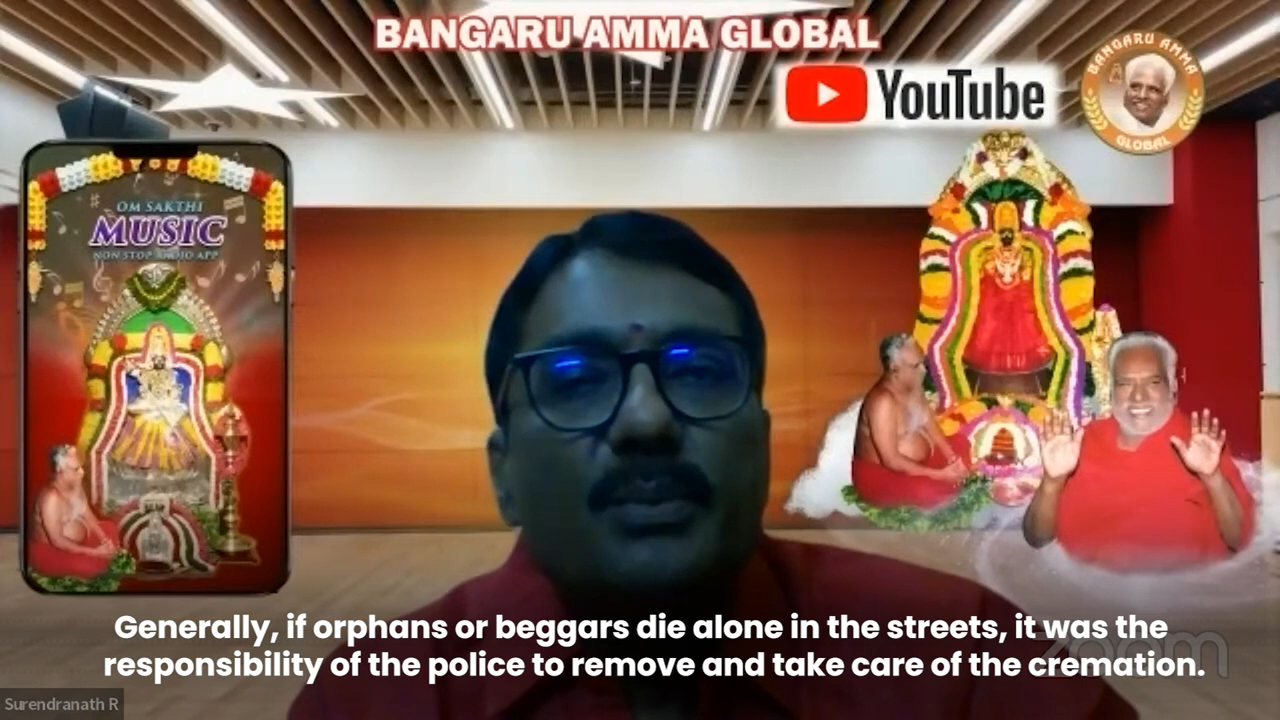 BANGARU AMMA GLOBAL
YouTube
BANGARU AMMA
GLOBAL
OM SAKTHI
MUSIC
NON STOP RADIO APP
Generally, if orphans or beggars die alone in the streets, it was the
responsibility of the police to remove and take care of the cremation.
zoom
Surendranath R